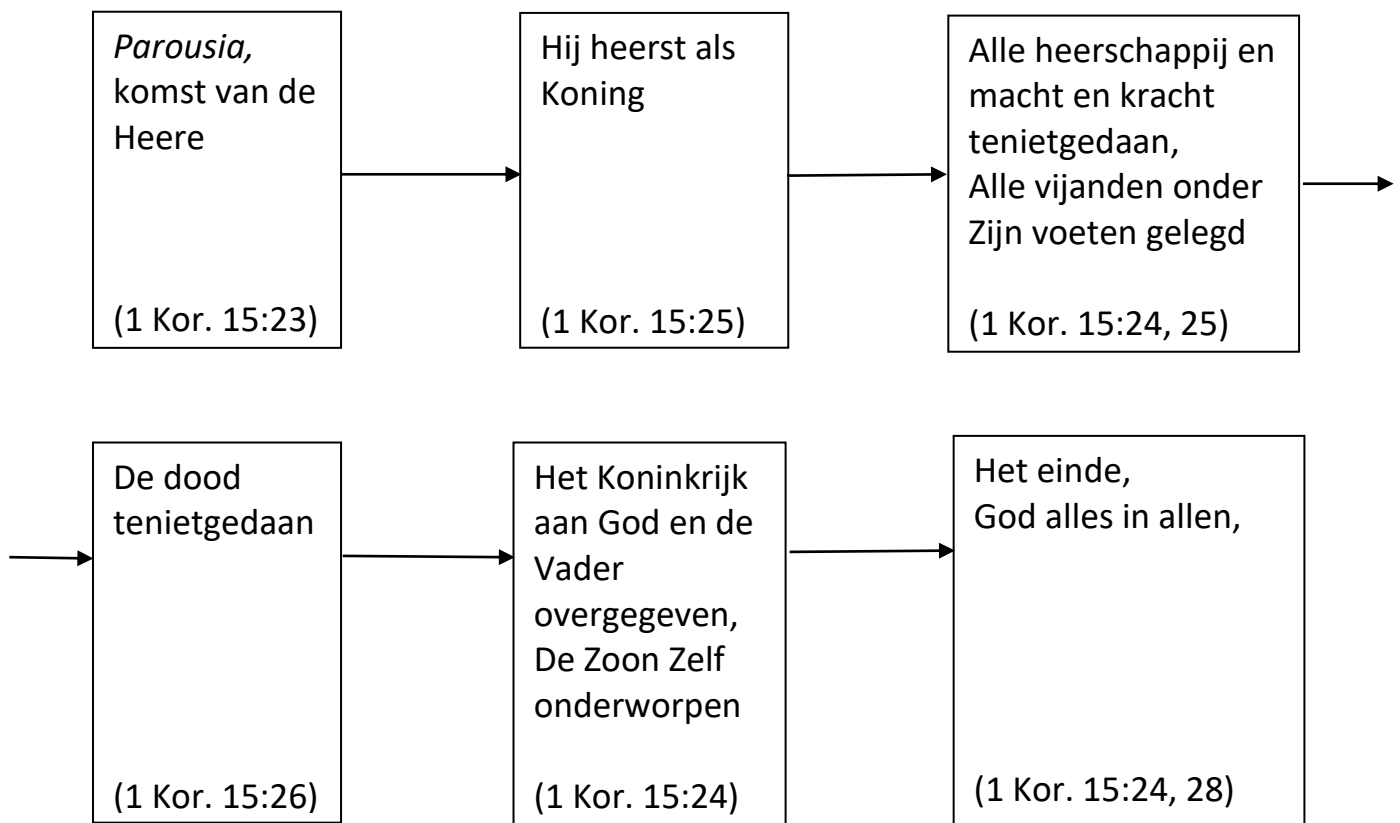 Parousia,
komst van de
Heere
(1 Kor. 15:23)
Hij heerst als
Koning
(1 Kor. 15:25)
Alle heerschappij en
macht en kracht
tenietgedaan,
Alle vijanden onder
Zijn voeten gelegd
(1 Kor. 15:24, 25)
De dood
tenietgedaan
(1 Kor. 15:26)
Het Koninkrijk
aan God en de
Vader
overgegeven,
De Zoon Zelf
onderworpen
(1 Kor. 15:24)
Het einde,
God alles in allen,
(1 Kor. 15:24, 28)